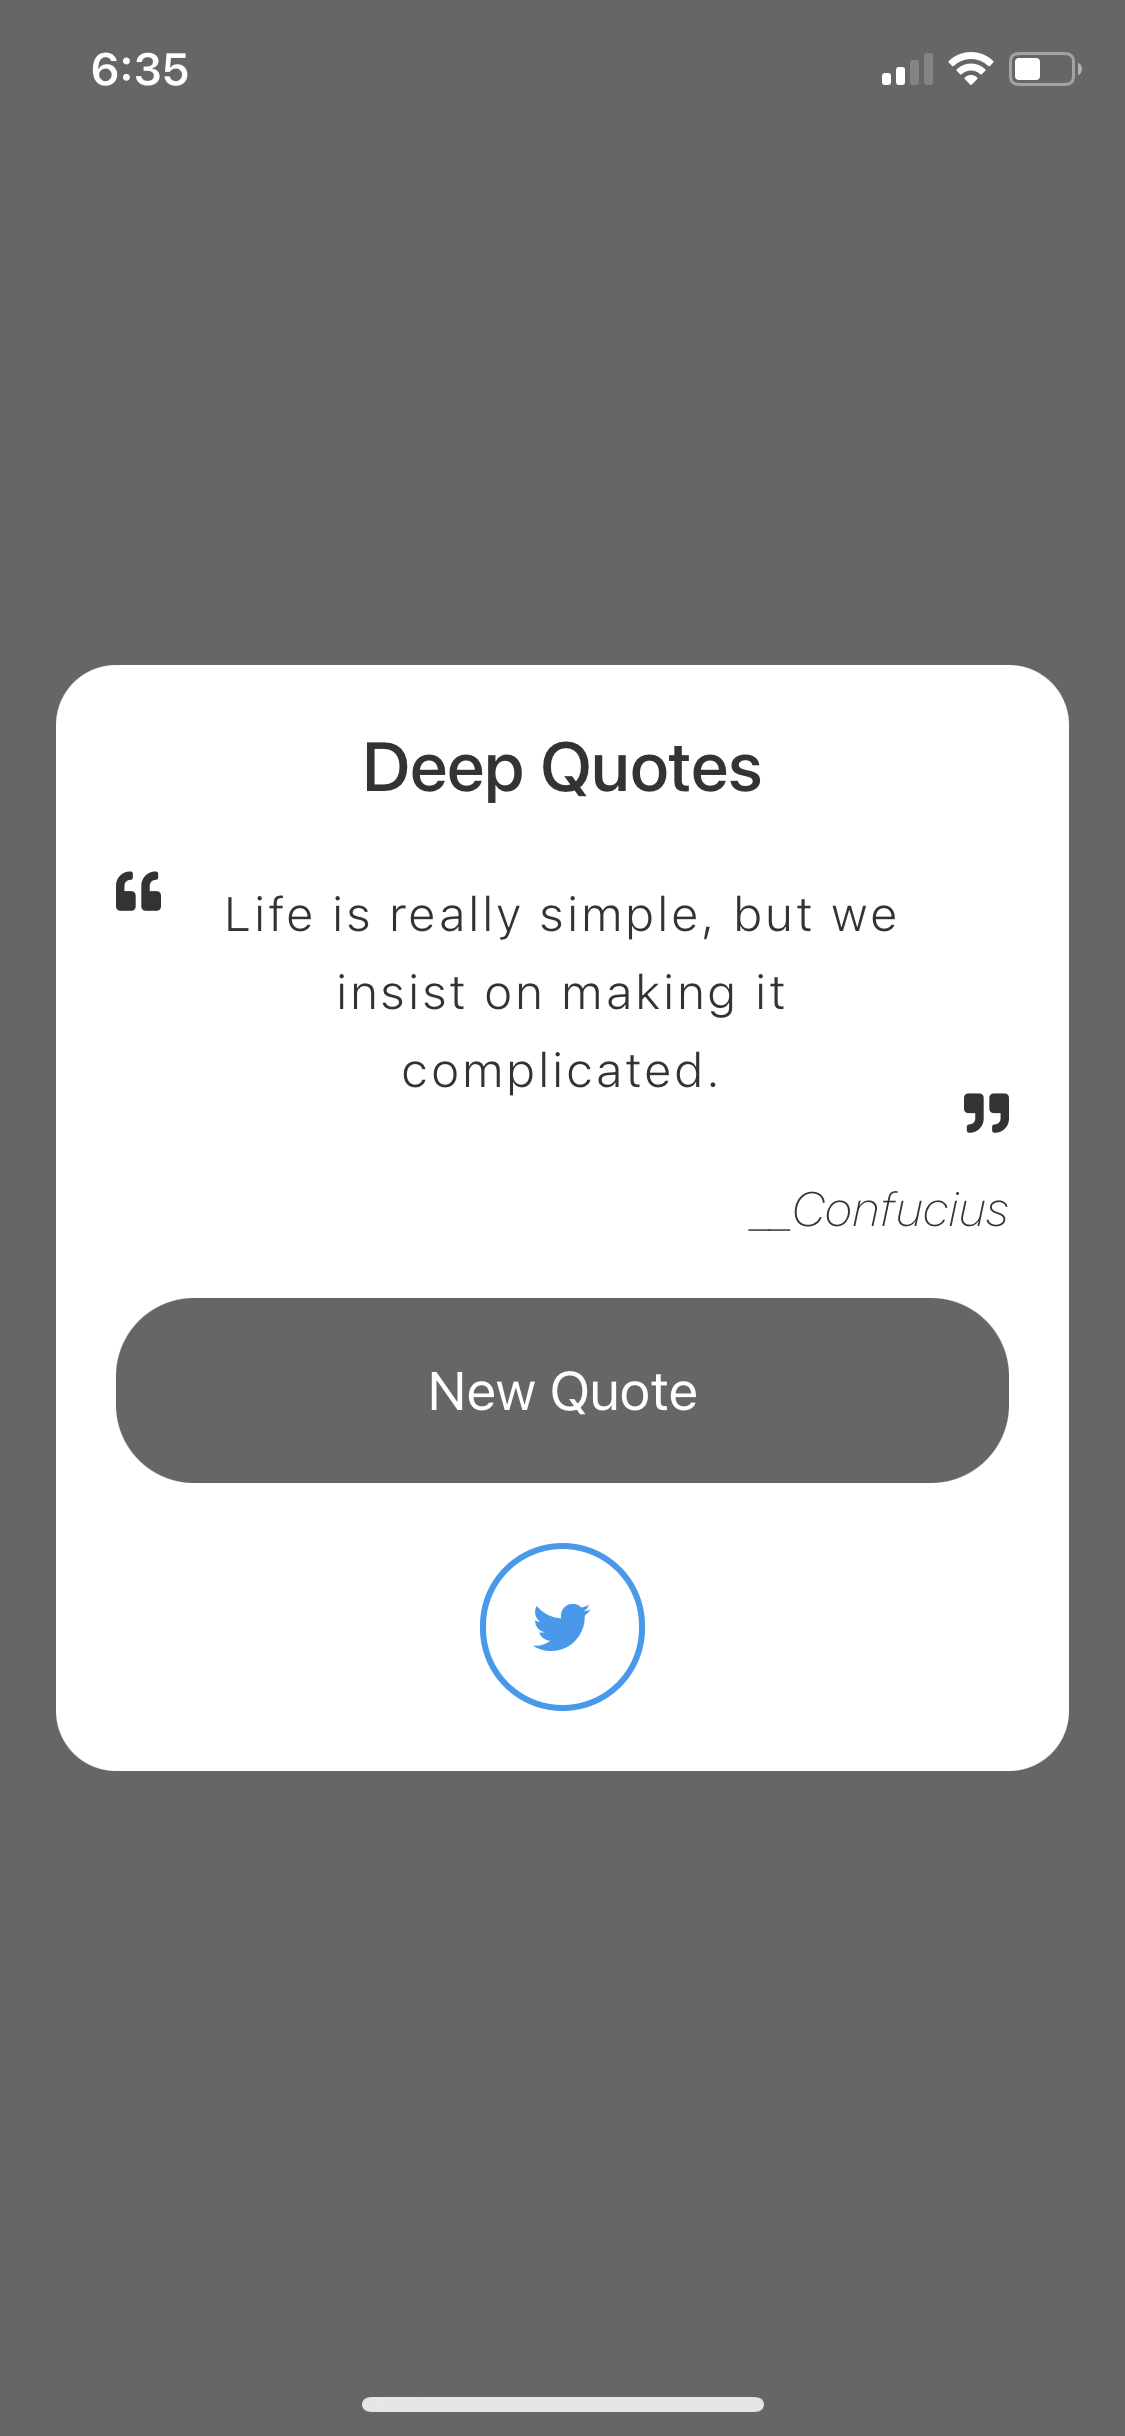 6:35
Deep Quotes
“
Life is really simple, but we
insist on making it
complicated.
”
__Confucius
New Quote